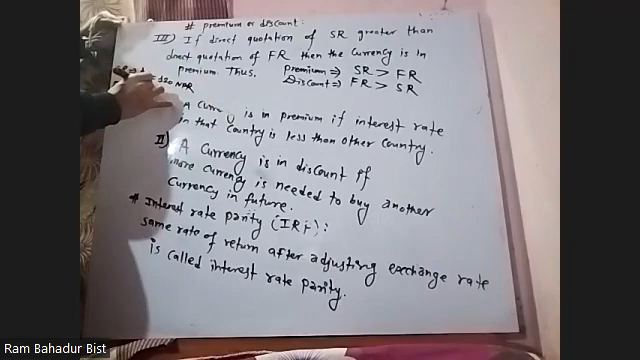 # premium or discount:
III) If direct quotation of SR greater than
direct quotation of FR then the currency is in
premium. Thus. premium ⇒ SR > FR
Discount ⇒ FR > SR
120 NPR
A curre is in premium if interest rate
in that country is less than other country.
II) A currency is in discount if
more currency is needed to buy another
currency in future.
# Interest rate parity (IRP):
same rate of return after adjusting exchange rate
is called interest rate parity.
Ram Bahadur Bist